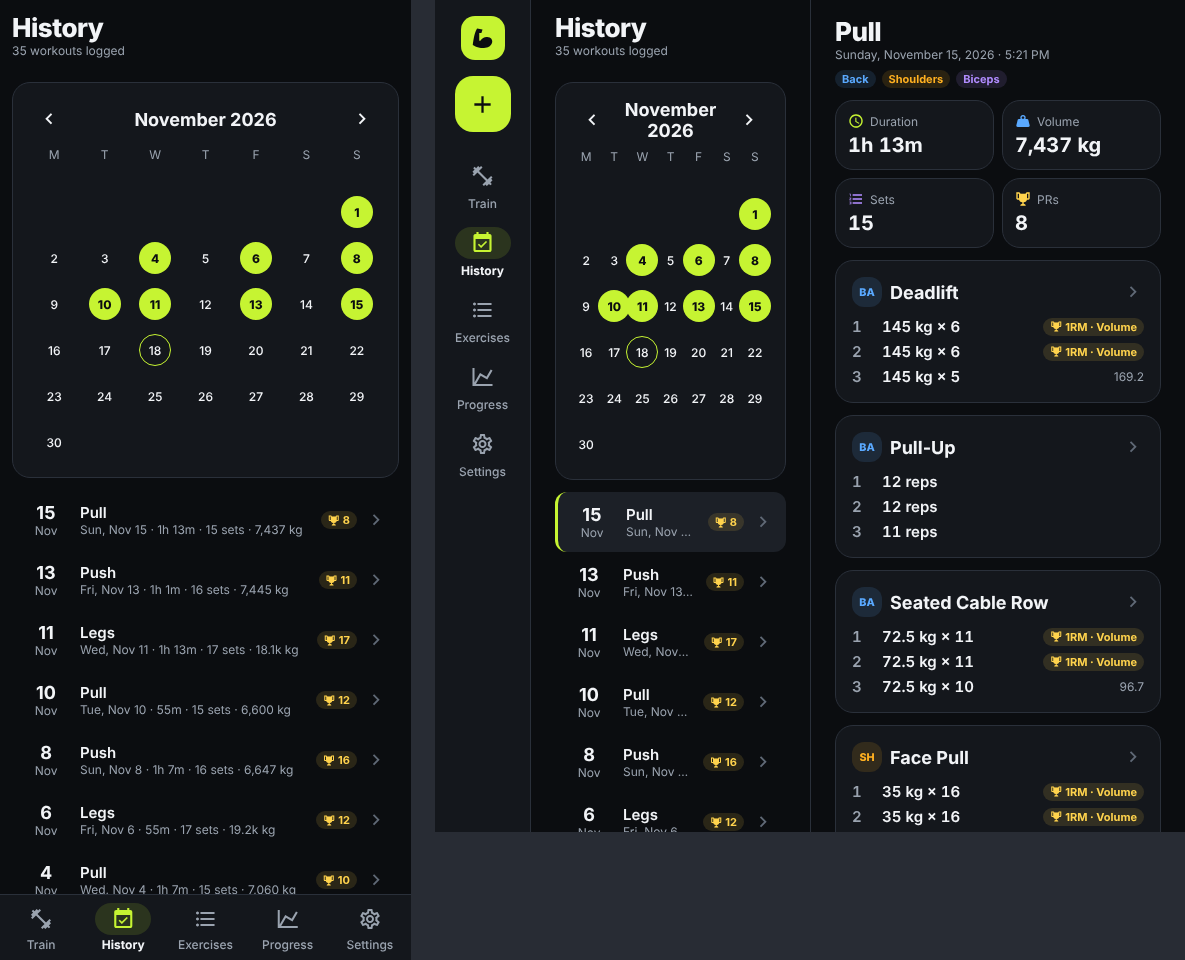 History
35 workouts logged
November 2026
M T W T F S S
1
2 3 4 5 6 7 8
9 10 11 12 13 14 15
16 17 18 19 20 21 22
23 24 25 26 27 28 29
30
15 Nov
Pull
Sun, Nov 15 · 1h 13m · 15 sets · 7,437 kg
8
13 Nov
Push
Fri, Nov 13 · 1h 1m · 16 sets · 7,445 kg
11
11 Nov
Legs
Wed, Nov 11 · 1h 13m · 17 sets · 18.1k kg
17
10 Nov
Pull
Tue, Nov 10 · 55m · 15 sets · 6,600 kg
12
8 Nov
Push
Sun, Nov 8 · 1h 7m · 16 sets · 6,647 kg
16
6 Nov
Legs
Fri, Nov 6 · 55m · 17 sets · 19.2k kg
12
4 Nov
Pull
Wed, Nov 4 · 1h 7m · 15 sets · 7,060 kg
10
Train
History
Exercises
Progress
Settings
Train
History
Exercises
Progress
Settings
History
35 workouts logged
November
2026
M T W T F S S
1
2 3 4 5 6 7 8
9 10 11 12 13 14 15
16 17 18 19 20 21 22
23 24 25 26 27 28 29
30
15 Nov
Pull
Sun, Nov ...
8
13 Nov
Push
Fri, Nov 13...
11
11 Nov
Legs
Wed, Nov...
17
10 Nov
Pull
Tue, Nov ...
12
8 Nov
Push
Sun, Nov ...
16
6 Nov
Legs
Fri, Nov 6
12
Pull
Sunday, November 15, 2026 · 5:21 PM
Back Shoulders Biceps
Duration
1h 13m
Volume
7,437 kg
Sets
15
PRs
8
BA Deadlift
1 145 kg × 6 1RM · Volume
2 145 kg × 6 1RM · Volume
3 145 kg × 5 169.2
BA Pull-Up
1 12 reps
2 12 reps
3 11 reps
BA Seated Cable Row
1 72.5 kg × 11 1RM · Volume
2 72.5 kg × 11 1RM · Volume
3 72.5 kg × 10 96.7
SH Face Pull
1 35 kg × 16 1RM · Volume
2 35 kg × 16 1RM · Volume